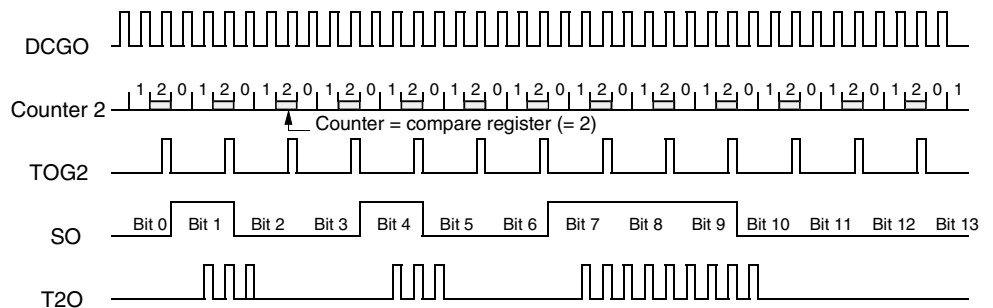 DCGO
1 2 0 1 2 0 1 2 0 1 2 0 1 2 0 1 2 0 1 2 0 1 2 0 1 2 0 1 2 0 1 2 0 1 2 0 1 2 0 1
Counter 2
Counter = compare register (= 2)
TOG2
Bit 0 Bit 1 Bit 2 Bit 3 Bit 4 Bit 5 Bit 6 Bit 7 Bit 8 Bit 9 Bit 10 Bit 11 Bit 12 Bit 13
SO
T2O